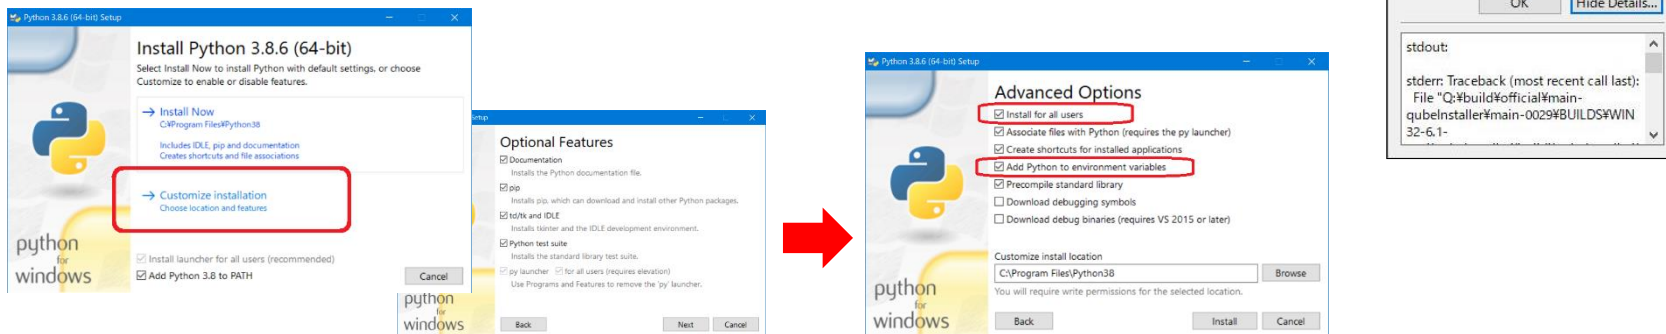 Python 3.8.6 (64-bit) Setup
Install Python 3.8.6 (64-bit)
Select Install Now to install Python with default settings, or choose
Customize to enable or disable features.
→ Install Now
C:¥Program Files¥Python38
Includes IDLE, pip and documentation
Creates shortcuts and file associations
→ Customize installation
Choose location and features
Install launcher for all users (recommended)
Add Python 3.8 to PATH
Cancel
python
for
windows
Setup
Optional Features
Documentation
Installs the Python documentation file.
pip
Installs pip, which can download and install other Python packages.
td/tk and IDLE
Installs tkinter and the IDLE development environment.
Python test suite
Installs the standard library test suite.
py launcher for all users (requires elevation)
Use Programs and Features to remove the 'py' launcher.
python
for
windows
Back
Next
Cancel
Python 3.8.6 (64-bit) Setup
Advanced Options
Install for all users
Associate files with Python (requires the py launcher)
Create shortcuts for installed applications
Add Python to environment variables
Precompile standard library
Download debugging symbols
Download debug binaries (requires VS 2015 or later)
Customize install location
C:\Program Files\Python38
Browse
You will require write permissions for the selected location.
python
for
windows
Back
Install
Cancel
OK
Hide Details...
stdout:
stderr: Traceback (most recent call last):
File "Q:¥build¥official¥main-
qubeInstaller¥main-0029¥BUILDS¥WIN
32-6.1-